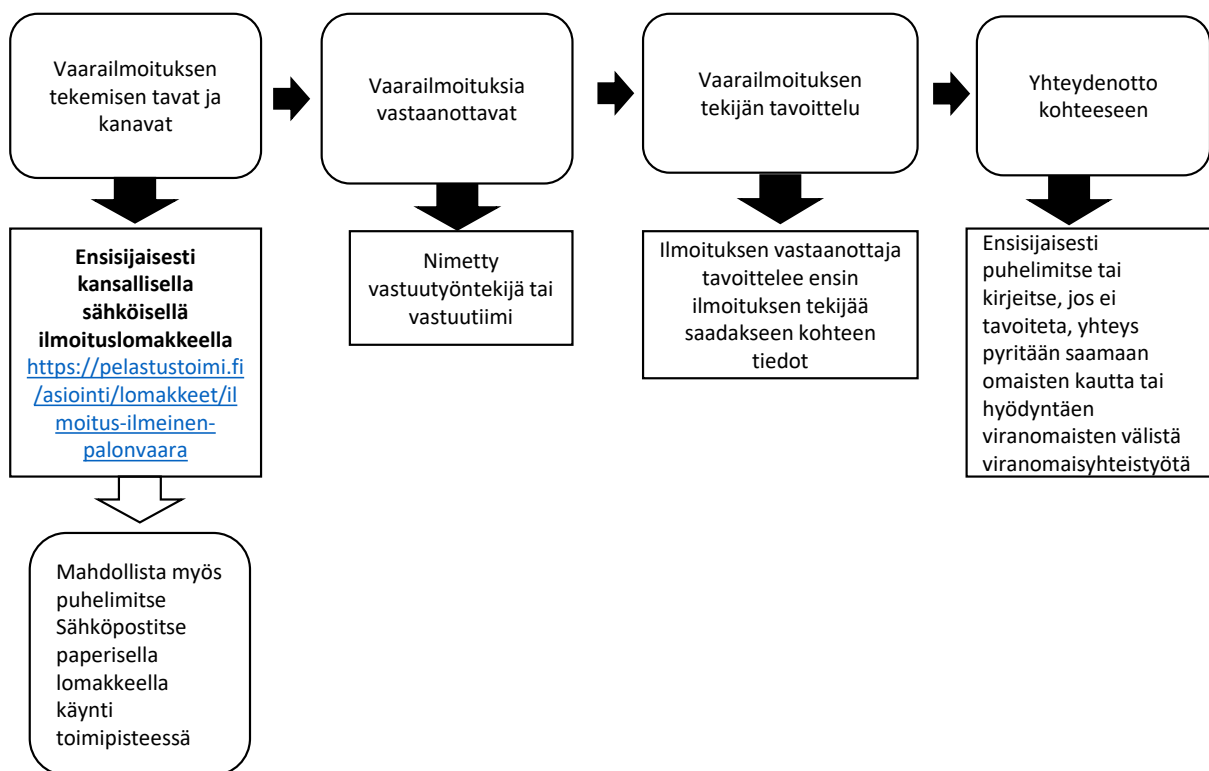 Vaarailmoituksen
tekemisen tavat ja
kanavat
Vaarailmoituksia
vastaanottavat
Vaarailmoituksen
tekijän tavoittelu
Yhteydenotto
kohteeseen
Ensisijaisesti
kansallisella
sähköisellä
ilmoituslomakkeella
https://pelastustoimi.fi
/asiointi/lomakkeet/il
moitus-ilmeinen-
palonvaara
Nimetty
vastuutyöntekijä tai
vastuutiimi
Ilmoituksen vastaanottaja
tavoittelee ensin
ilmoituksen tekijää
saadakseen kohteen
tiedot
Ensisijaisesti
puhelimitse tai
kirjeitse, jos ei
tavoiteta, yhteys
pyritään saamaan
omaisten kautta tai
hyödyntäen
viranomaisten välistä
viranomaisyhteistyötä
Mahdollista myös
puhelimitse
Sähköpostitse
paperisella
lomakkeella
käynti
toimipisteessä